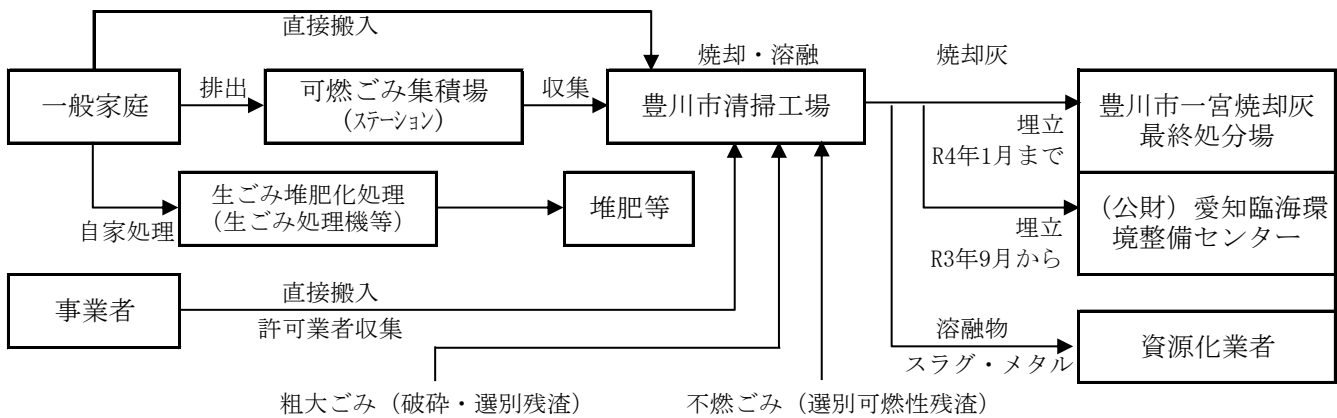 直接搬入
焼却・溶融
焼却灰
一般家庭
排出
可燃ごみ集積場
（ステーション）
収集
豊川市清掃工場
豊川市一宮焼却灰
最終処分場
埋立
R4年1月まで
自家処理
生ごみ堆肥化処理
（生ごみ処理機等）
堆肥等
（公財）愛知臨海環
境整備センター
埋立
R3年9月から
事業者
直接搬入
許可業者収集
溶融物
スラグ・メタル
資源化業者
粗大ごみ（破砕・選別残渣）
不燃ごみ（選別可燃性残渣）